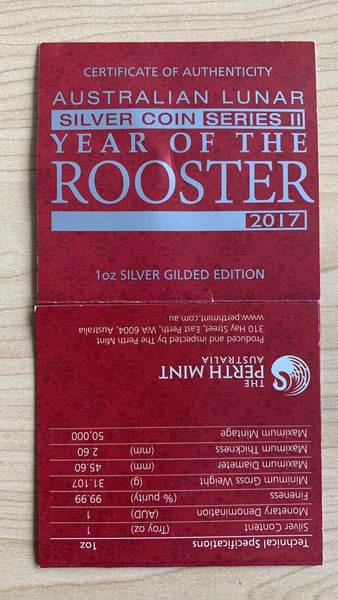 CERTIFICATE OF AUTHENTICITY
AUSTRALIAN LUNAR
SILVER COIN SERIES II
YEAR OF THE
ROOSTER
2017
1oz SILVER GILDED EDITION
Technical Specifications 1oz
Silver Content (Troy oz) 1
Monetary Denomination (AUD) 1
Fineness (% purity) 99.99
Minimum Gross Weight (g) 31.107
Maximum Diameter (mm) 45.60
Maximum Thickness (mm) 2.60
Maximum Mintage 50,000
THE
PERTH MINT
AUSTRALIA
Produced and inspected by The Perth Mint
310 Hay Street, East Perth, WA 6004, Australia
www.perthmint.com.au